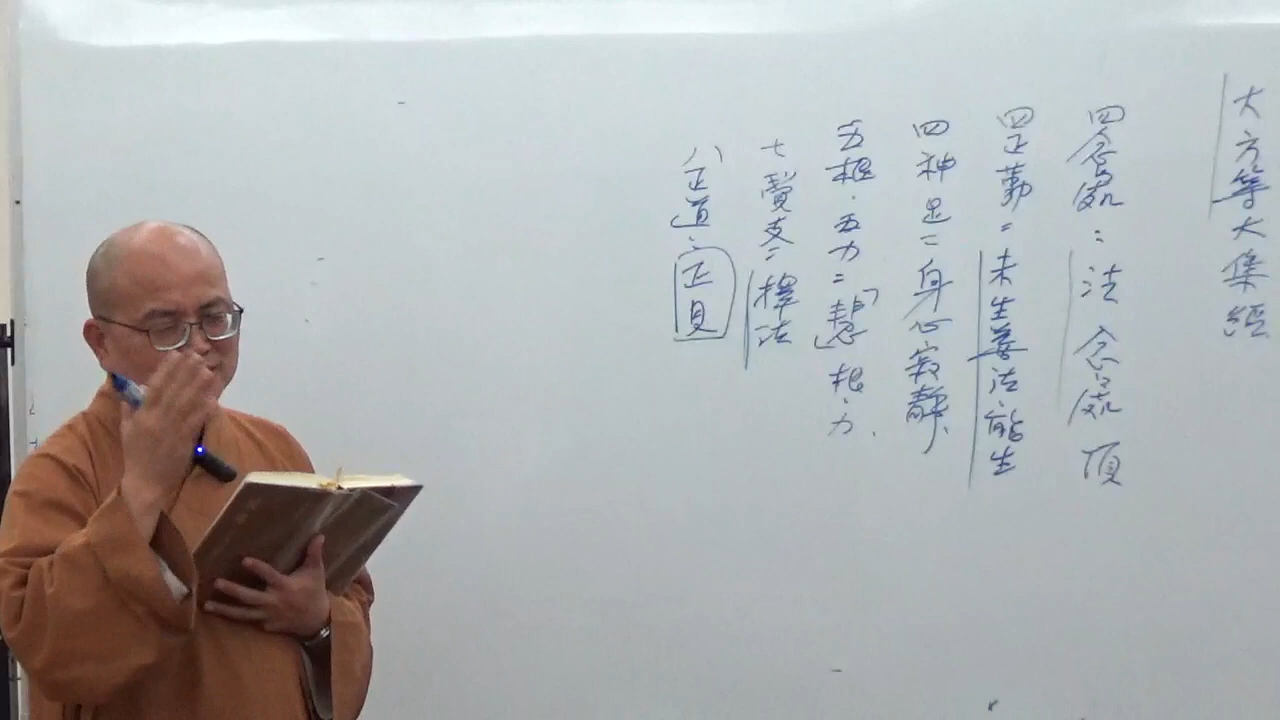 大方等大集經
四念處：法念處 頂
四正勤：未生善法能生
四神足：身心寂靜、
五根、五力：「慧」根、力.
七覺支：擇法
八正道：正見